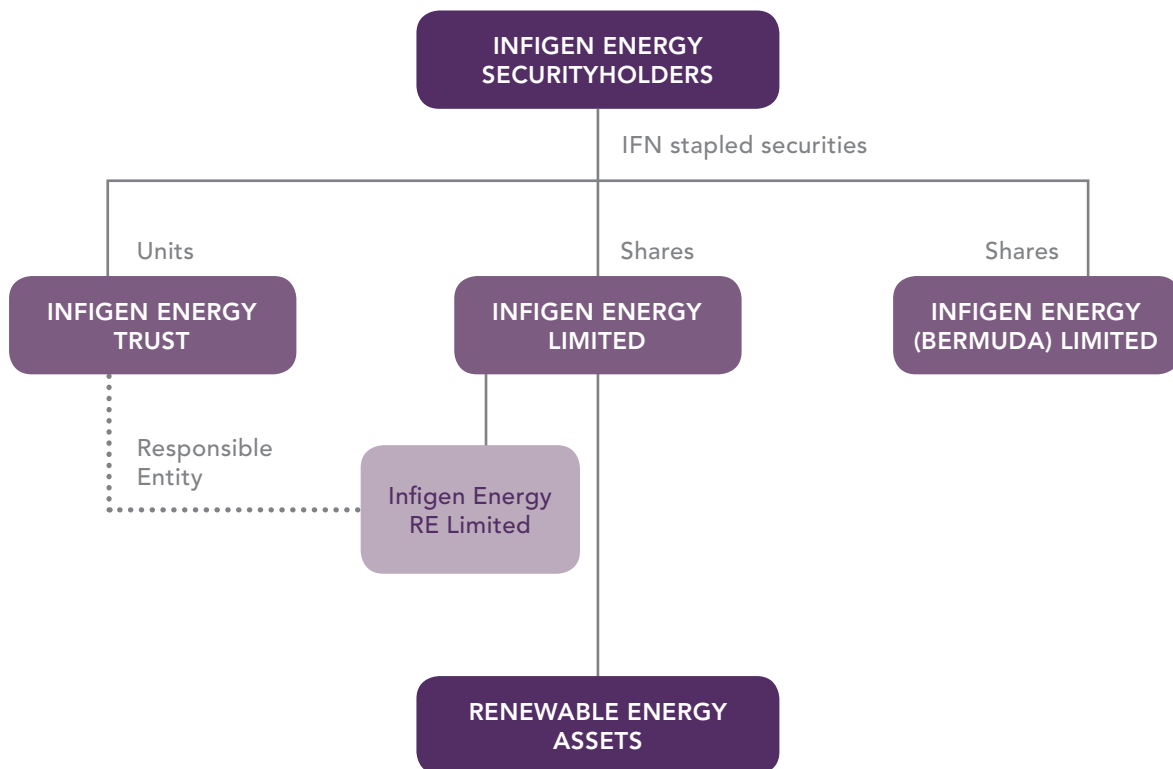 INFIGEN ENERGY
SECURITYHOLDERS
IFN stapled securities
Units
Shares
Shares
INFIGEN ENERGY
TRUST
INFIGEN ENERGY
LIMITED
INFIGEN ENERGY
(BERMUDA) LIMITED
Responsible
Entity
Infigen Energy
RE Limited
RENEWABLE ENERGY
ASSETS